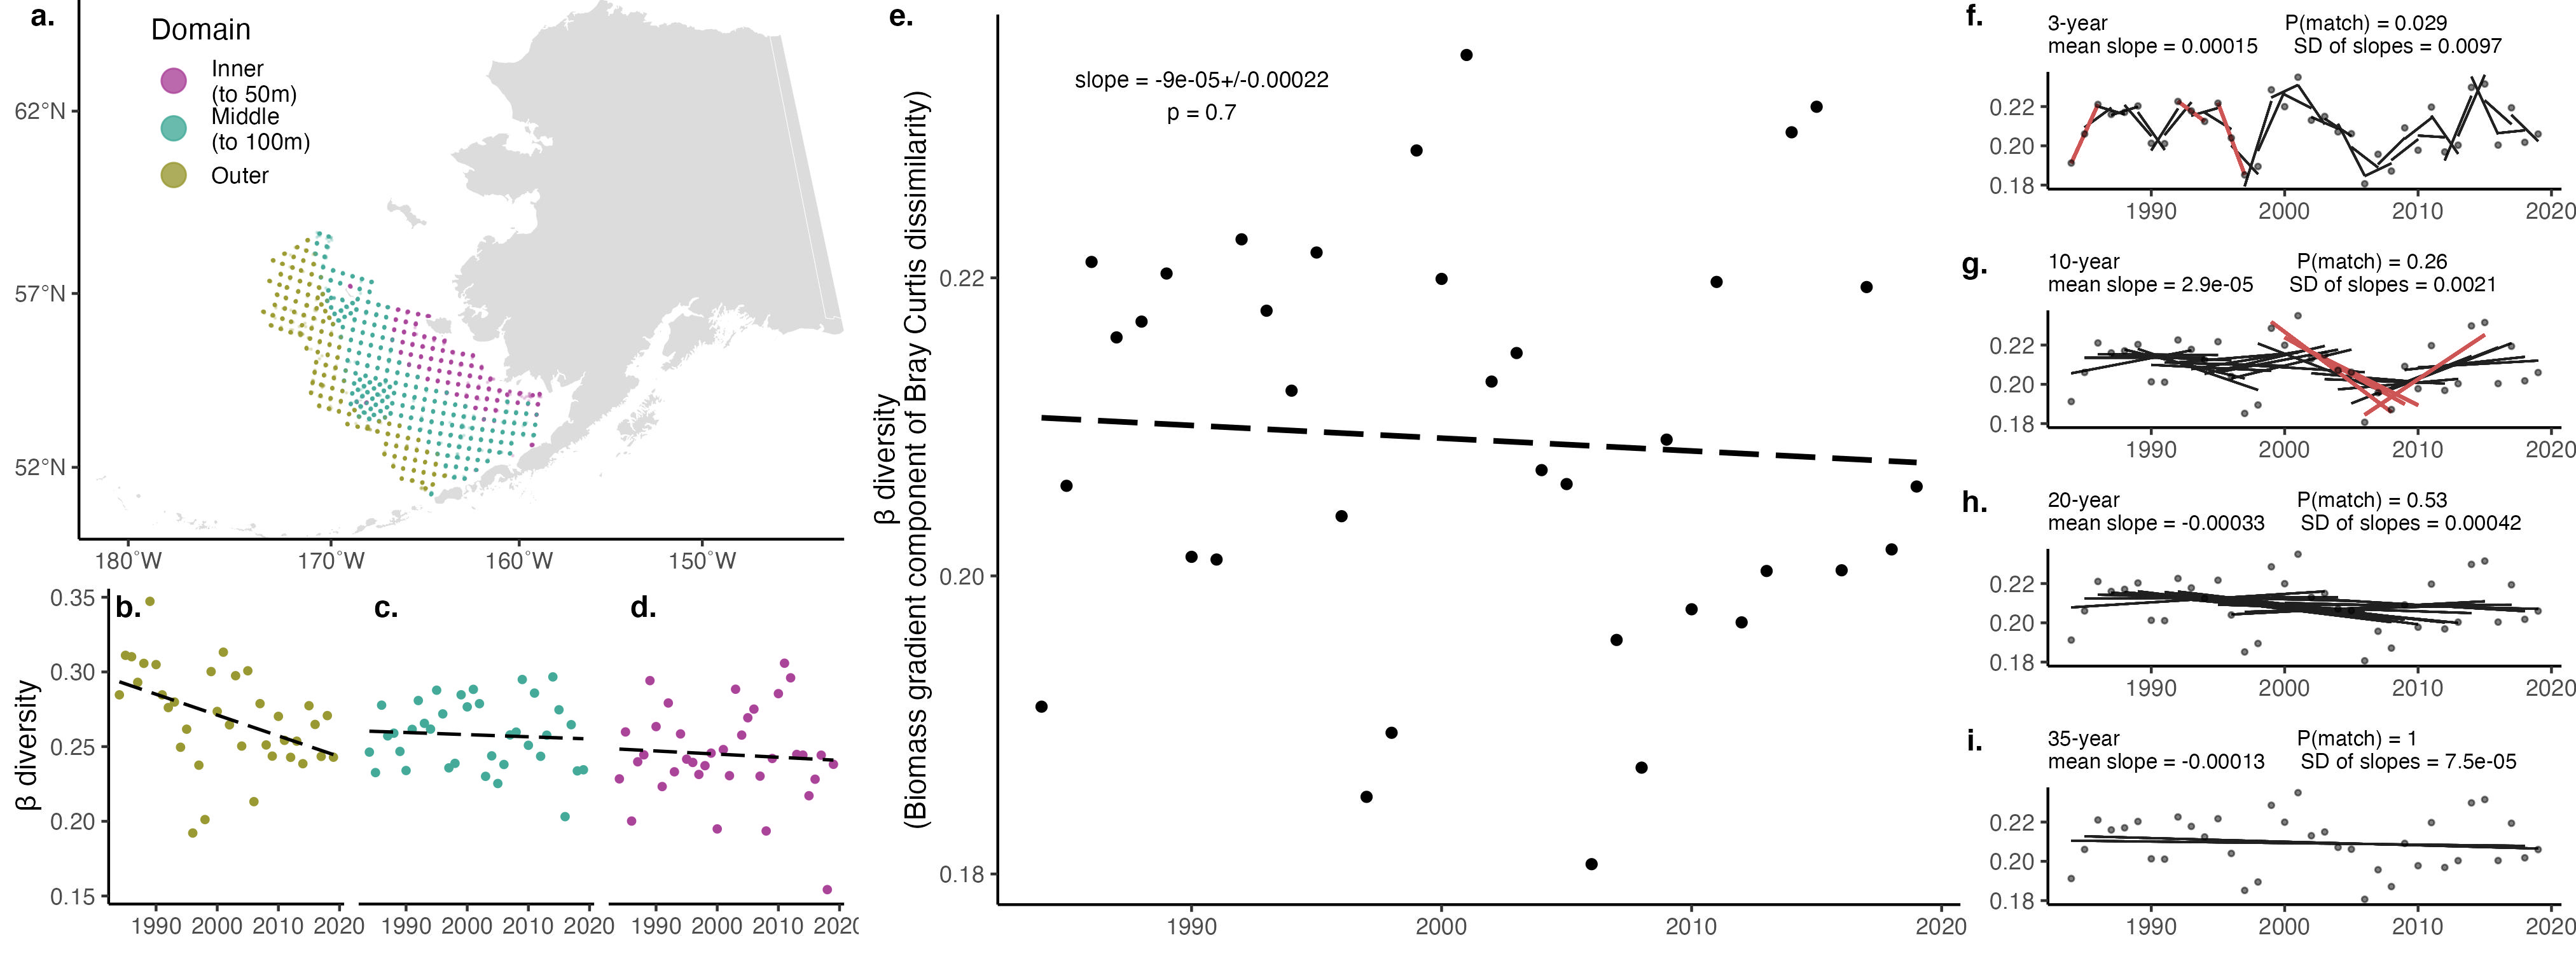 a.
Domain
Inner
(to 50m)
Middle
(to 100m)
Outer
62°N
57°N
52°N
180°W 170°W 160°W 150°W
β diversity
0.35
0.30
0.25
0.20
0.15
b.
1990 2000 2010 2020
c.
1990 2000 2010 2020
d.
1990 2000 2010 2020
e.
β diversity
(Biomass gradient component of Bray Curtis dissimilarity)
slope = -9e-05+/-0.00022
p = 0.7
0.22
0.20
0.18
1990 2000 2010 2020
f.
3-year P(match) = 0.029
mean slope = 0.00015 SD of slopes = 0.0097
0.22
0.20
0.18
1990 2000 2010 2020
g.
10-year P(match) = 0.26
mean slope = 2.9e-05 SD of slopes = 0.0021
0.22
0.20
0.18
1990 2000 2010 2020
h.
20-year P(match) = 0.53
mean slope = -0.00033 SD of slopes = 0.00042
0.22
0.20
0.18
1990 2000 2010 2020
i.
35-year P(match) = 1
mean slope = -0.00013 SD of slopes = 7.5e-05
0.22
0.20
0.18
1990 2000 2010 2020